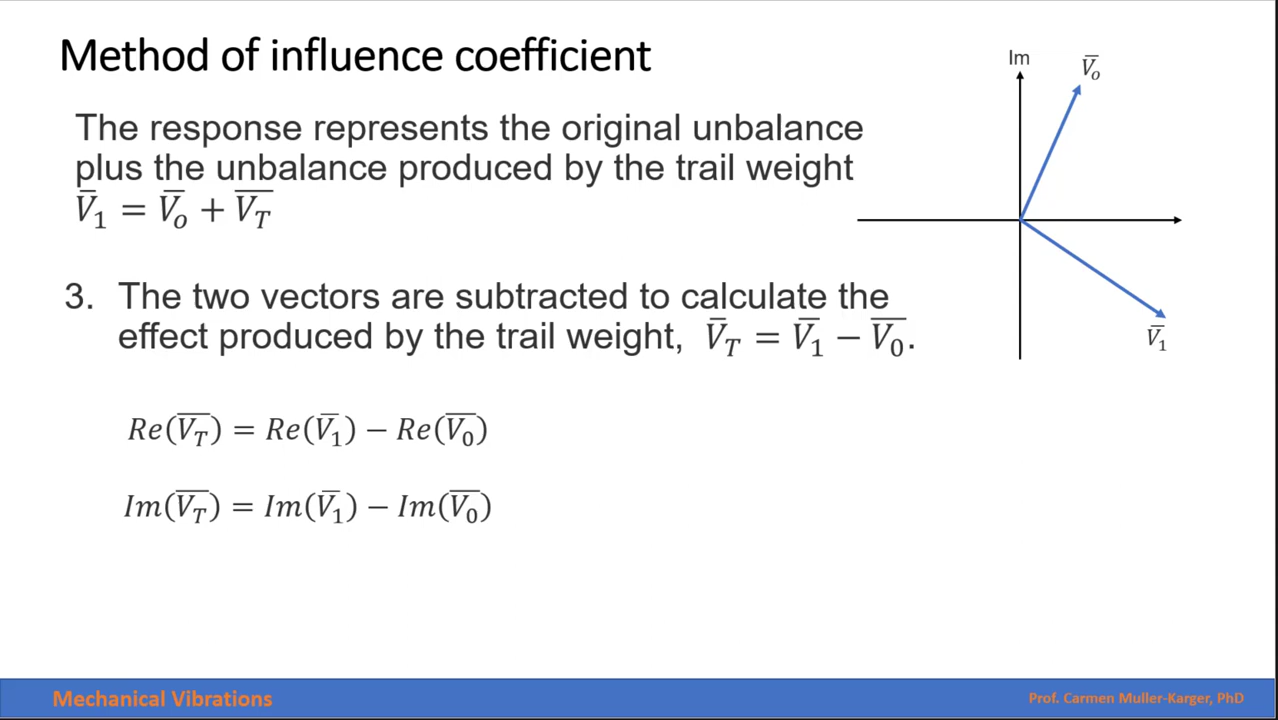 Method of influence coefficient
Im
V̅ₒ
The response represents the original unbalance
plus the unbalance produced by the trail weight
V̅₁ = V̅ₒ + V̅_T
3. The two vectors are subtracted to calculate the
effect produced by the trail weight, V̅_T = V̅₁ − V̅₀.
V̅₁
Re(V̅_T) = Re(V̅₁) − Re(V̅₀)
Im(V̅_T) = Im(V̅₁) − Im(V̅₀)
Mechanical Vibrations
Prof. Carmen Muller-Karger, PhD